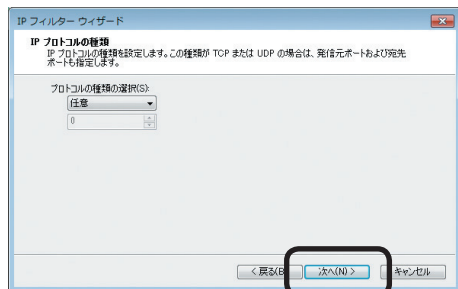 IP フィルター ウィザード
IP プロトコルの種類
IP プロトコルの種類を設定します。この種類が TCP または UDP の場合は、発信元ポートおよび宛先
ポートも指定します。
プロトコルの種類の選択(S):
任意
0
< 戻る(B
次へ(N) >
キャンセル